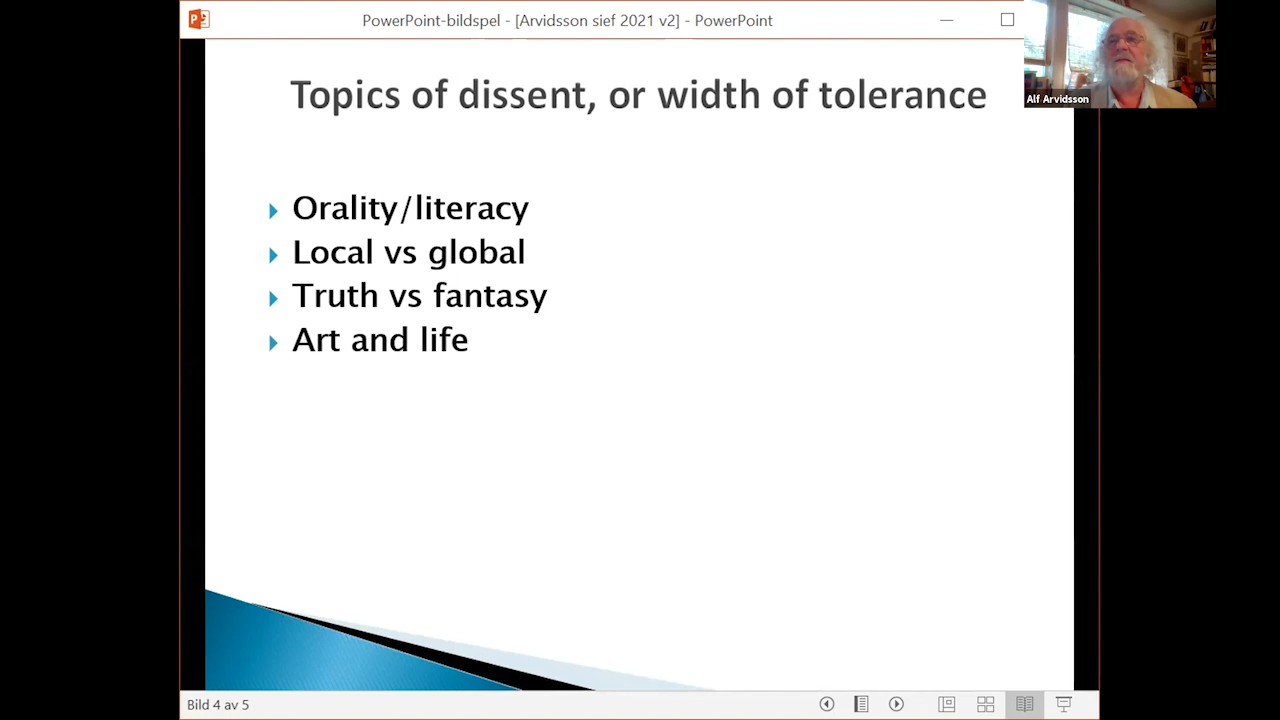 PowerPoint-bildspel - [Arvidsson sief 2021 v2] - PowerPoint
Alf Arvidsson
Topics of dissent, or width of tolerance
Orality/literacy
Local vs global
Truth vs fantasy
Art and life
Bild 4 av 5